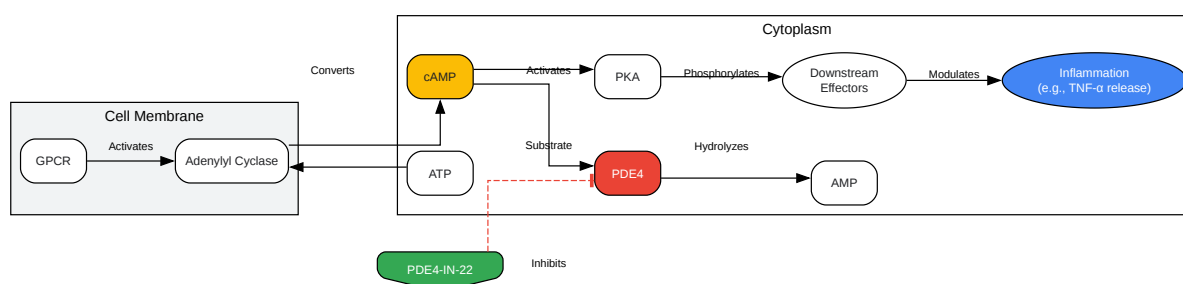 Cytoplasm
Converts
cAMP
Activates
PKA
Phosphorylates
Downstream
Effectors
Modulates
Inflammation
(e.g., TNF-α release)
Cell Membrane
GPCR
Activates
Adenylyl Cyclase
ATP
Substrate
PDE4
Hydrolyzes
AMP
PDE4-IN-22
Inhibits